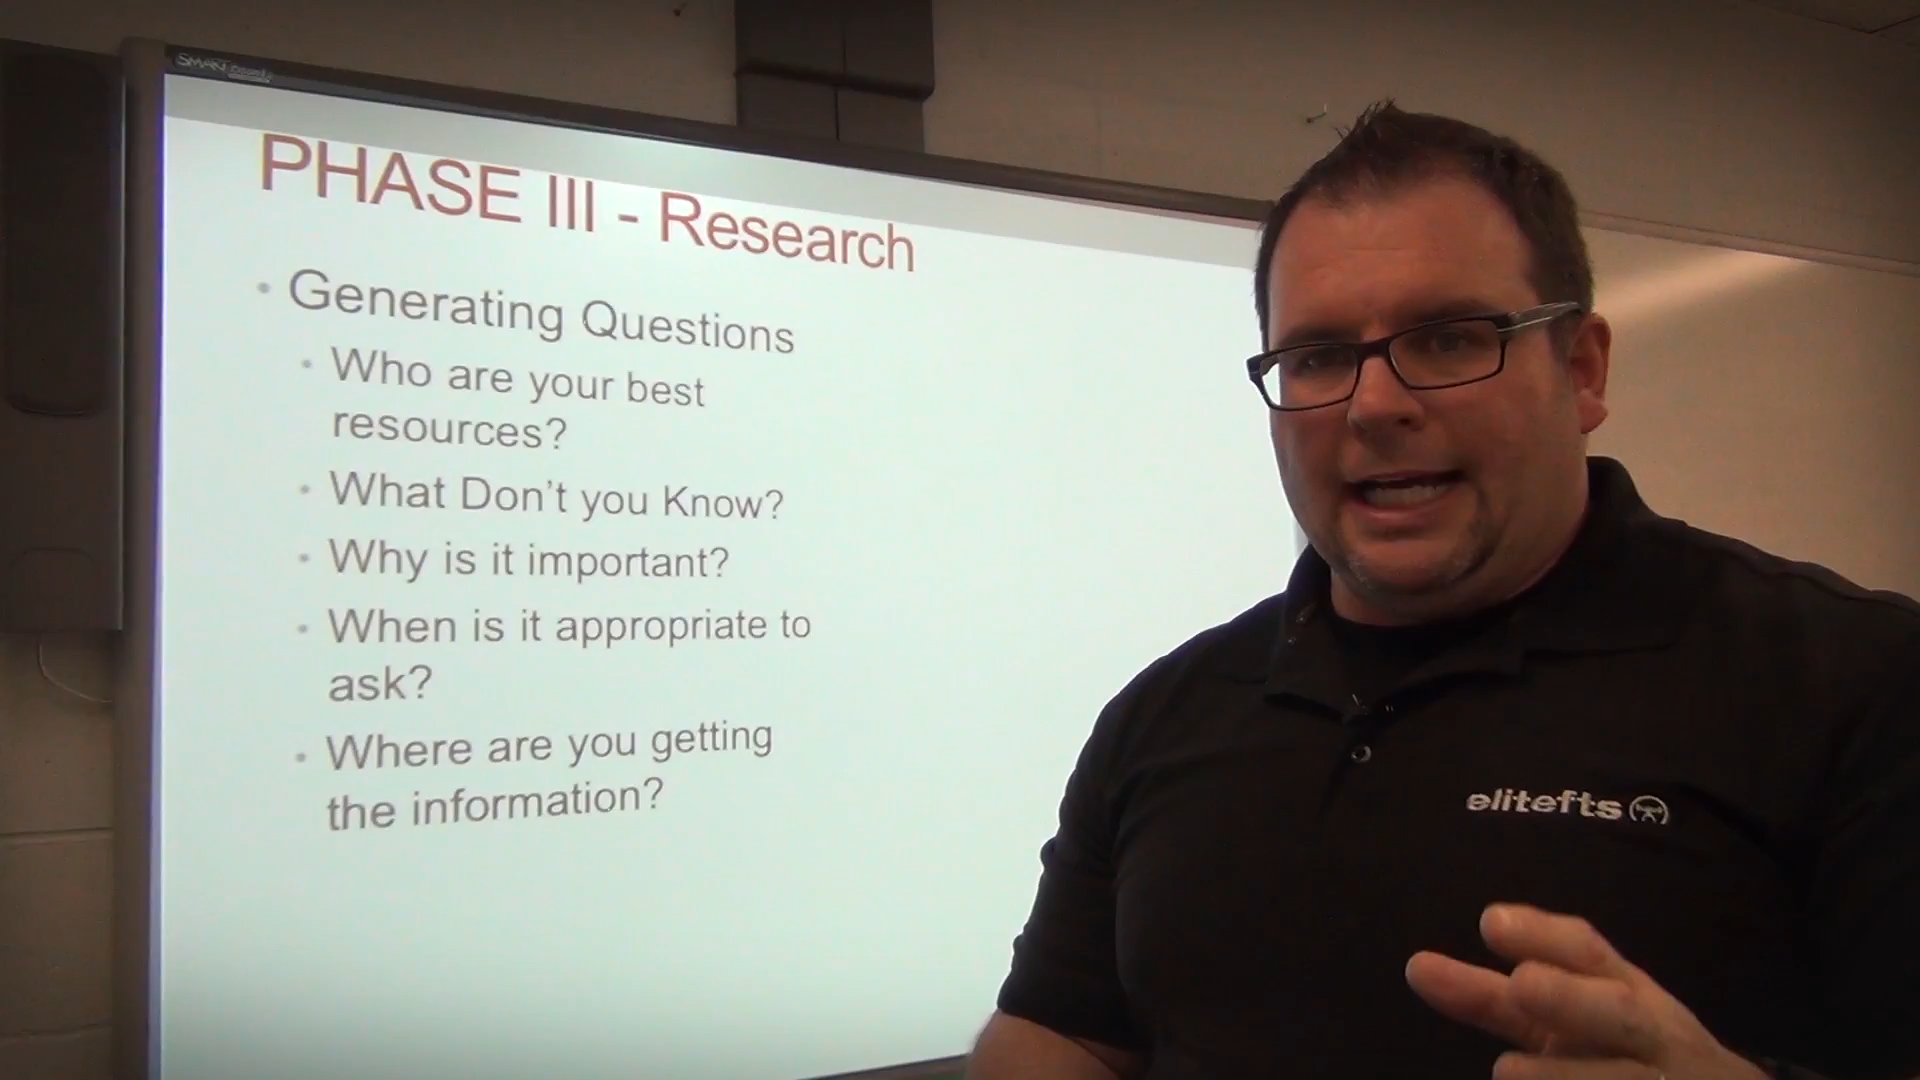 SMART
PHASE III - Research
• Generating Questions
• Who are your best
resources?
• What Don't you Know?
• Why is it important?
• When is it appropriate to
ask?
• Where are you getting
the information?
elitefts